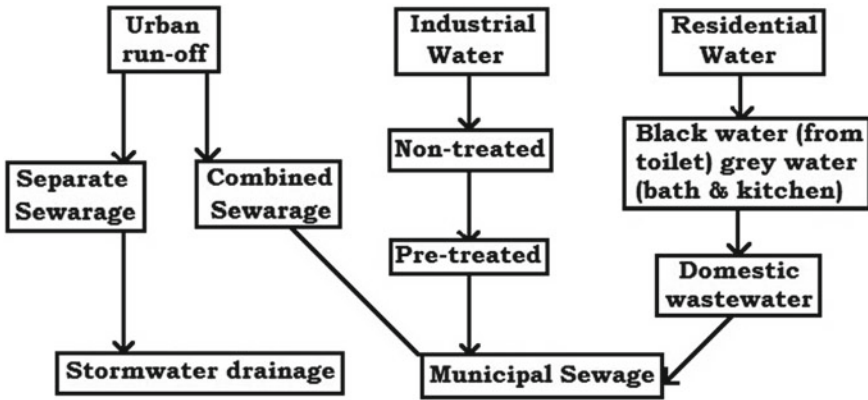 Urban
run-off
Industrial
Water
Residential
Water
Non-treated
Black water (from
toilet) grey water
(bath & kitchen)
Separate
Sewarage
Combined
Sewarage
Pre-treated
Domestic
wastewater
Stormwater drainage
Municipal Sewage